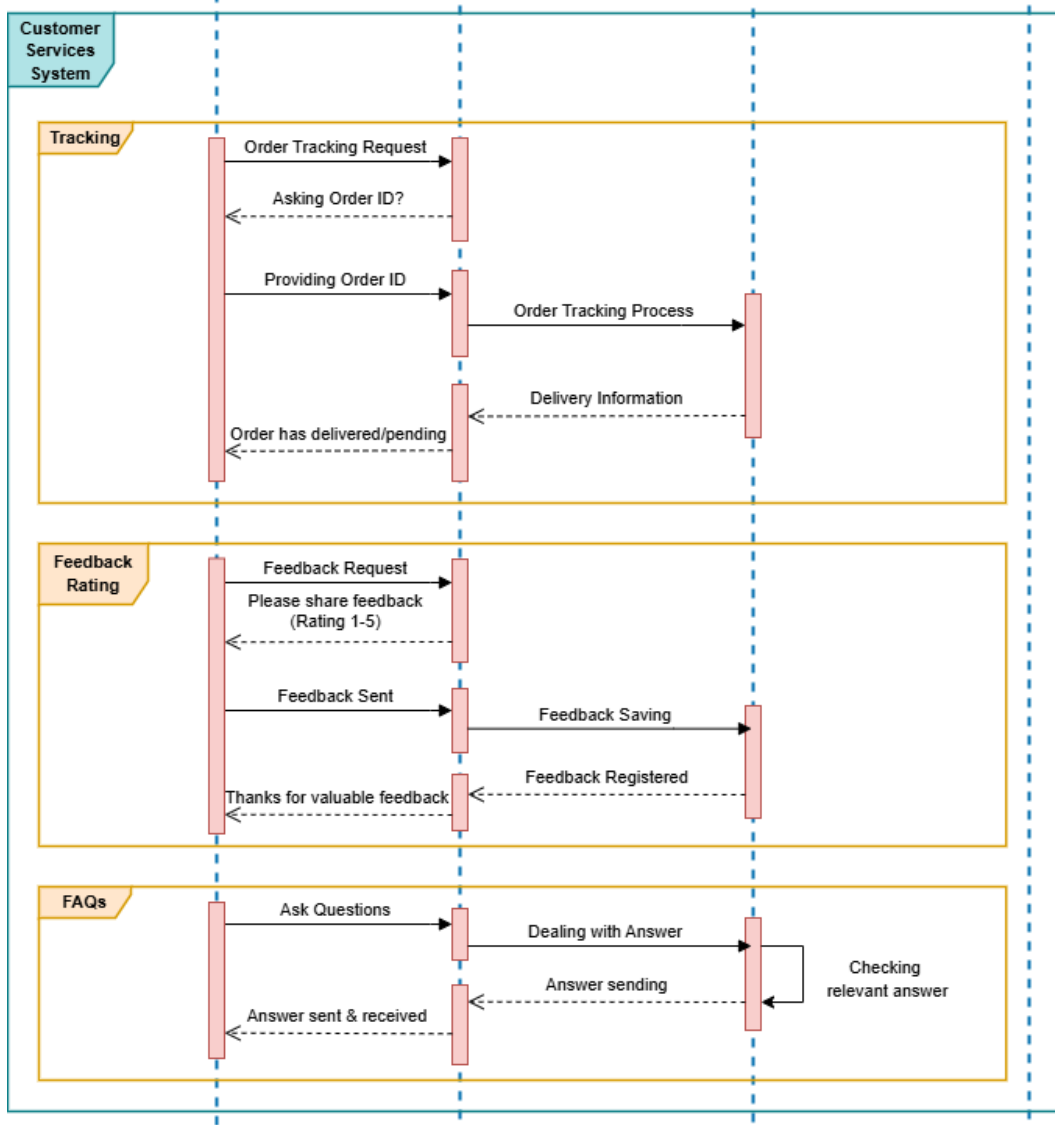 Customer
Services
System
Tracking
Order Tracking Request
Asking Order ID?
Providing Order ID
Order Tracking Process
Delivery Information
Order has delivered/pending
Feedback
Rating
Feedback Request
Please share feedback
(Rating 1-5)
Feedback Sent
Feedback Saving
Feedback Registered
Thanks for valuable feedback
FAQs
Ask Questions
Dealing with Answer
Checking
relevant answer
Answer sending
Answer sent & received